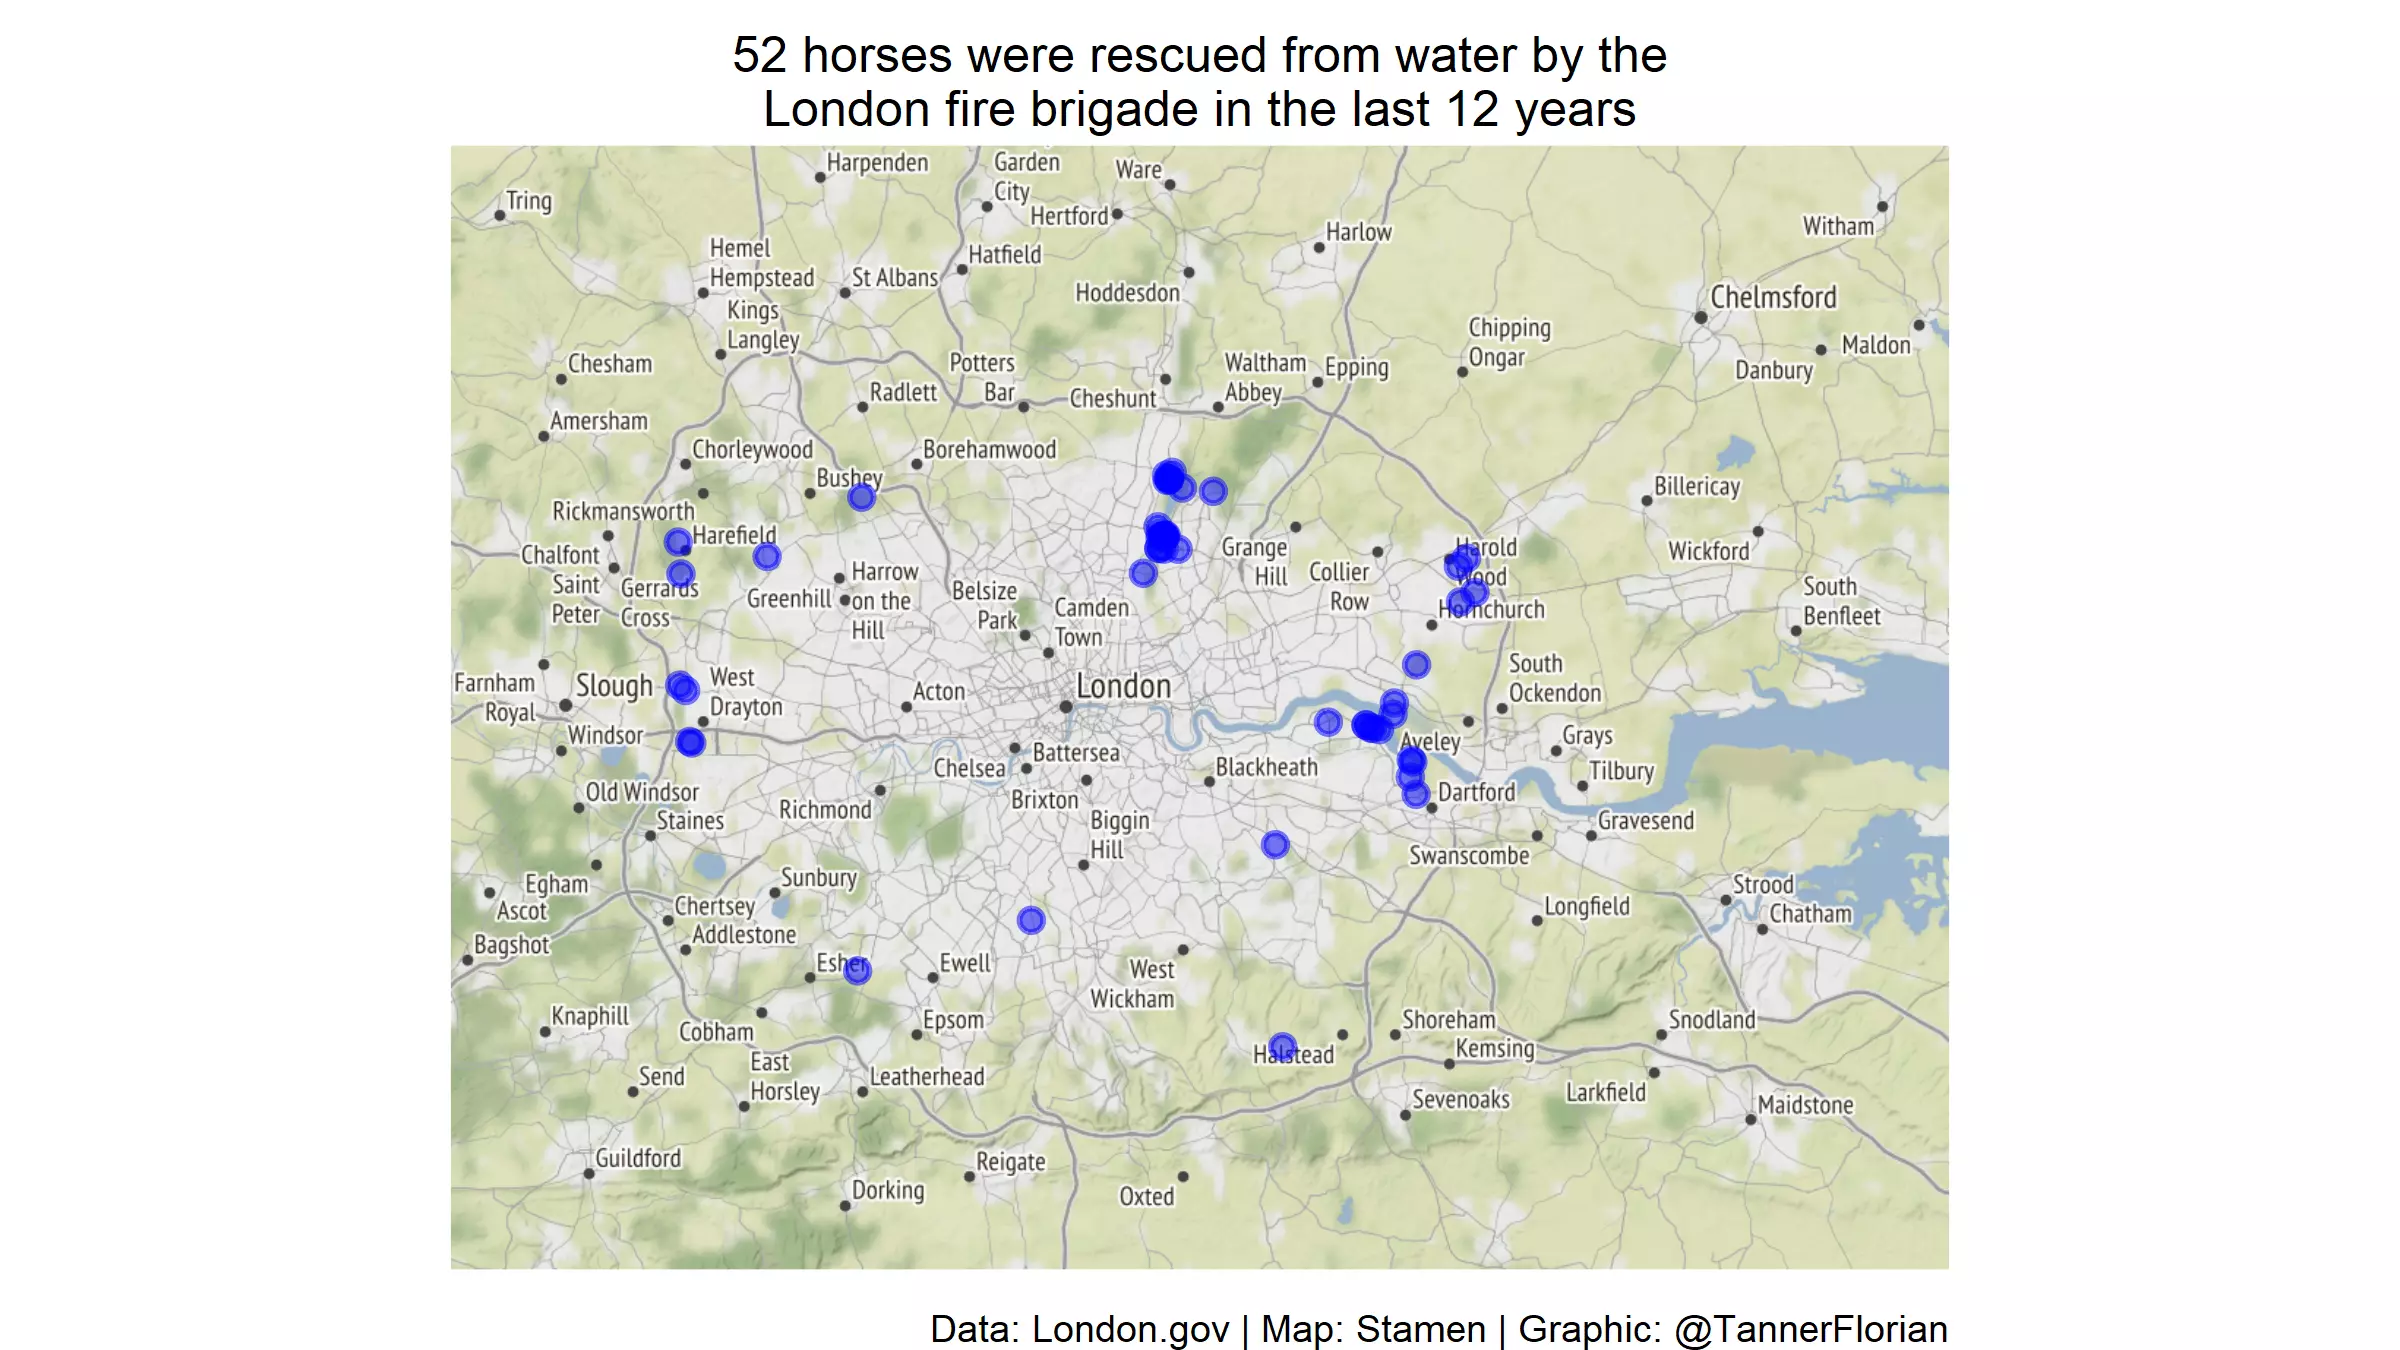 52 horses were rescued from water by the
London fire brigade in the last 12 years
Harpenden
Garden
City
Ware
Tring
Hertford
Witham
Harlow
Hemel
Hempstead
St Albans
Hatfield
Hoddesdon
Chelmsford
Kings
Langley
Chipping
Ongar
Maldon
Chesham
Potters
Bar
Waltham
Abbey
Epping
Danbury
Radlett
Cheshunt
Amersham
Chorleywood
Borehamwood
Bushey
Billericay
Rickmansworth
Harefield
Chalfont
Saint
Peter
Gerrards
Cross
Grange
Hill
Collier
Row
Harold
Wood
Wickford
Harrow
on the
Hill
Greenhill
Belsize
Park
Camden
Town
Hornchurch
South
Benfleet
Farnham
Royal
Slough
West
Drayton
Acton
London
South
Ockendon
Windsor
Battersea
Chelsea
Aveley
Grays
Blackheath
Tilbury
Old Windsor
Richmond
Brixton
Dartford
Staines
Biggin
Hill
Gravesend
Swanscombe
Egham
Sunbury
Strood
Ascot
Chertsey
Longfield
Chatham
Bagshot
Addlestone
Esher
Ewell
West
Wickham
Knaphill
Cobham
Epsom
Shoreham
Snodland
Halstead
Kemsing
East
Horsley
Send
Leatherhead
Sevenoaks
Larkfield
Maidstone
Guildford
Reigate
Dorking
Oxted
Data: London.gov | Map: Stamen | Graphic: @TannerFlorian